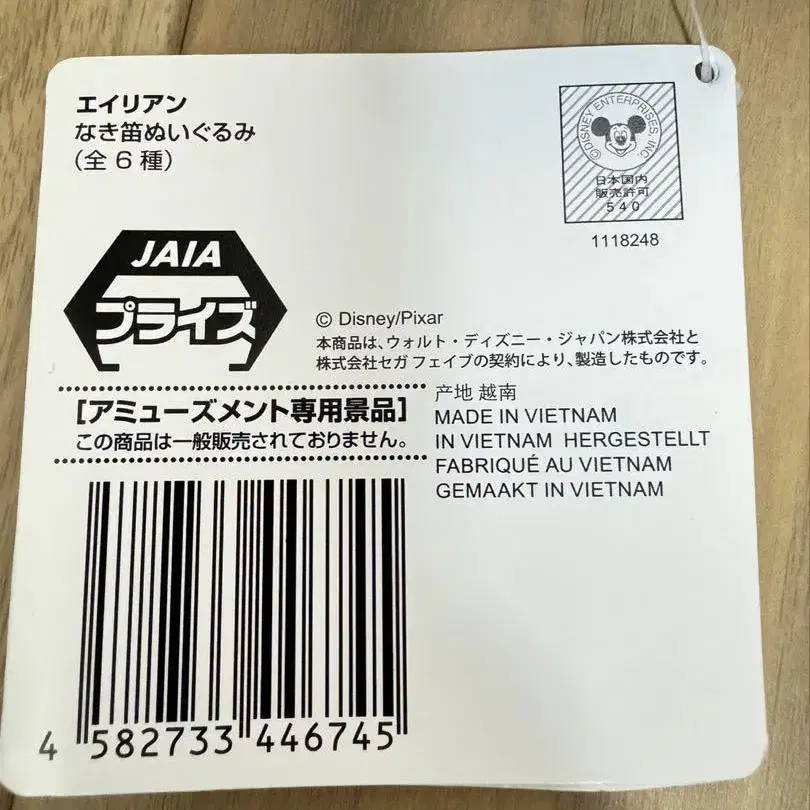 エイリアン
なき笛ぬいぐるみ
(全6種)
©DISNEY ENTERPRISES, INC.
日本国内
販売許可
540
1118248
JAIA
プライズ
© Disney/Pixar
本商品は、ウォルト・ディズニー・ジャパン株式会社と
株式会社セガ フェイブの契約により、製造したものです。
[アミューズメント専用景品]
この商品は一般販売されておりません。
产地 越南
MADE IN VIETNAM
IN VIETNAM HERGESTELLT
FABRIQUÉ AU VIETNAM
GEMAAKT IN VIETNAM
4 582733 446745